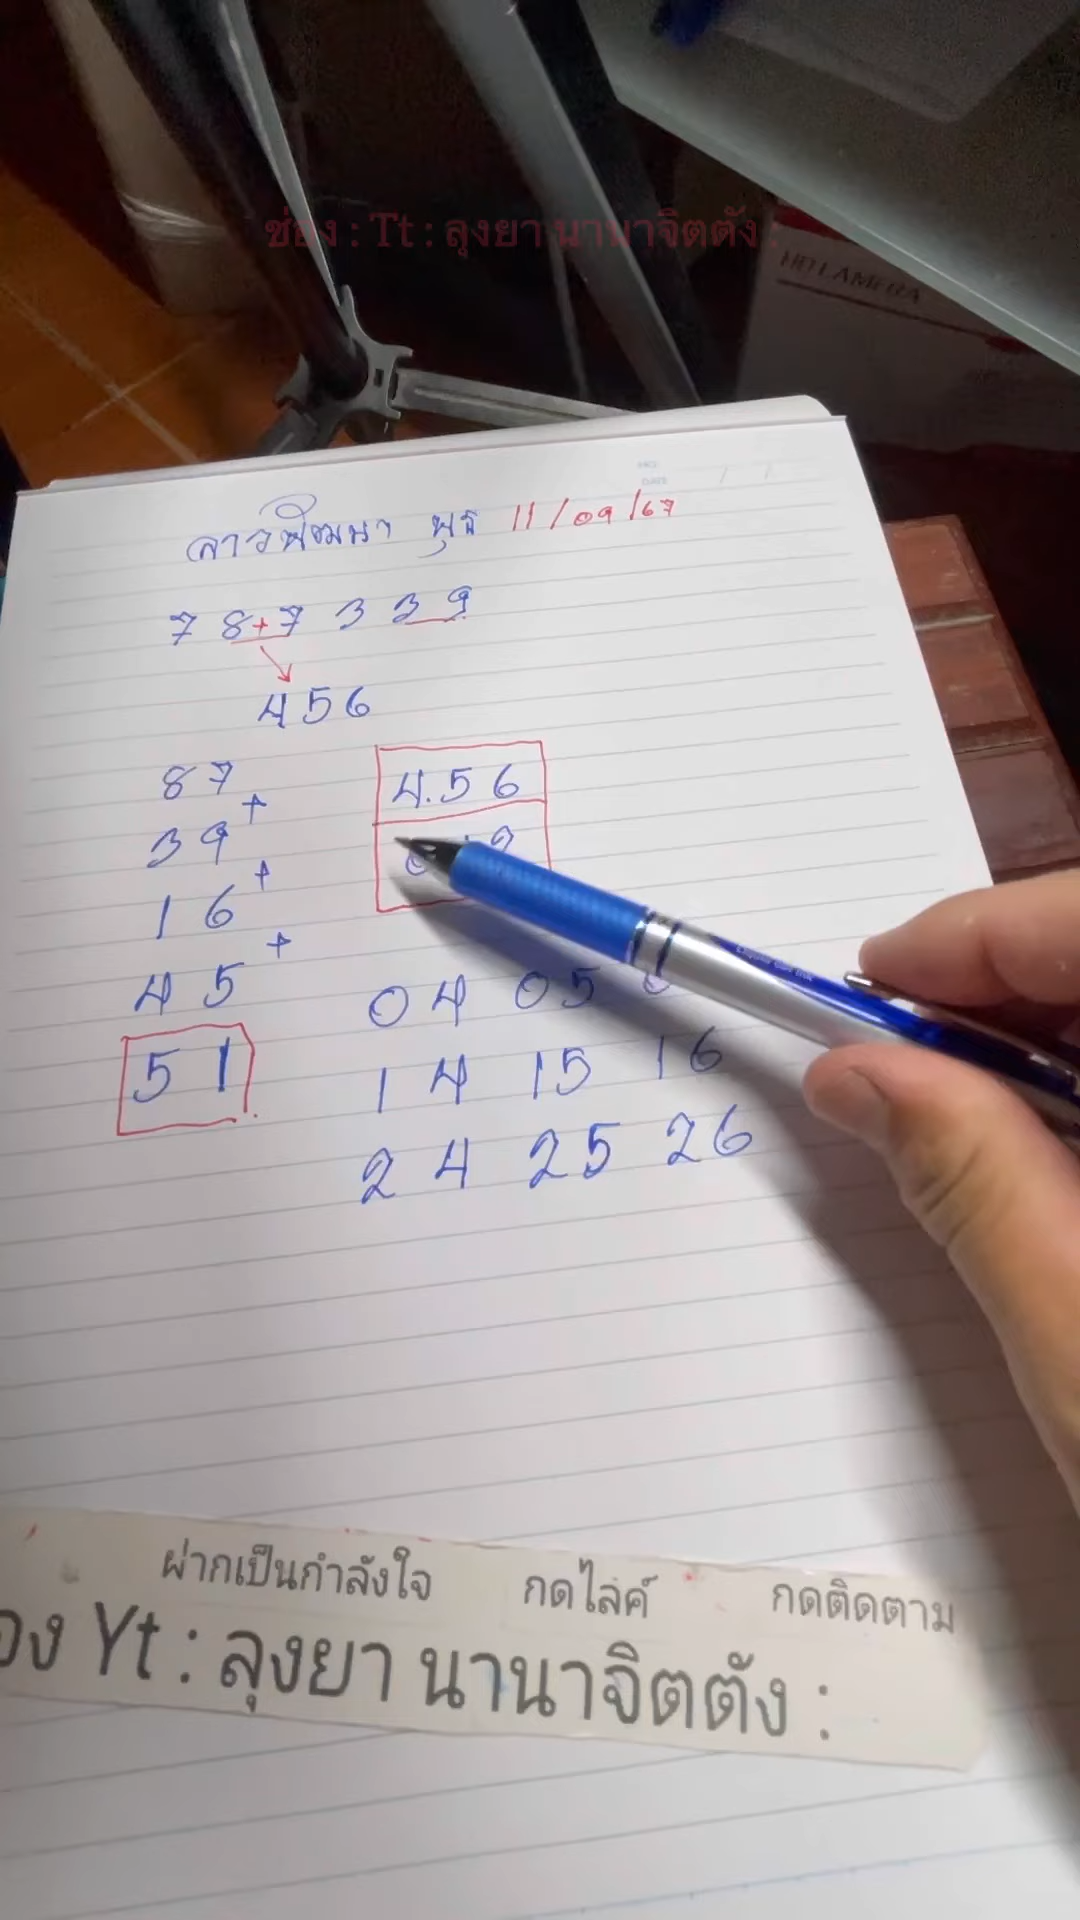 ช่อง : Tt : ลุงยา นานาจิตตัง :
HD CAMERA
PAGE
DATE / /
ลาวพัฒนา พุธ 11/09/67
7 8+7 3 3 9
456
87
39 +
16 +
45 +
51
4.56
04 05
14 15 16
24 25 26
ฝากเป็นกำลังใจ กดไลค์ กดติดตาม
Yt : ลุงยา นานาจิตตัง :